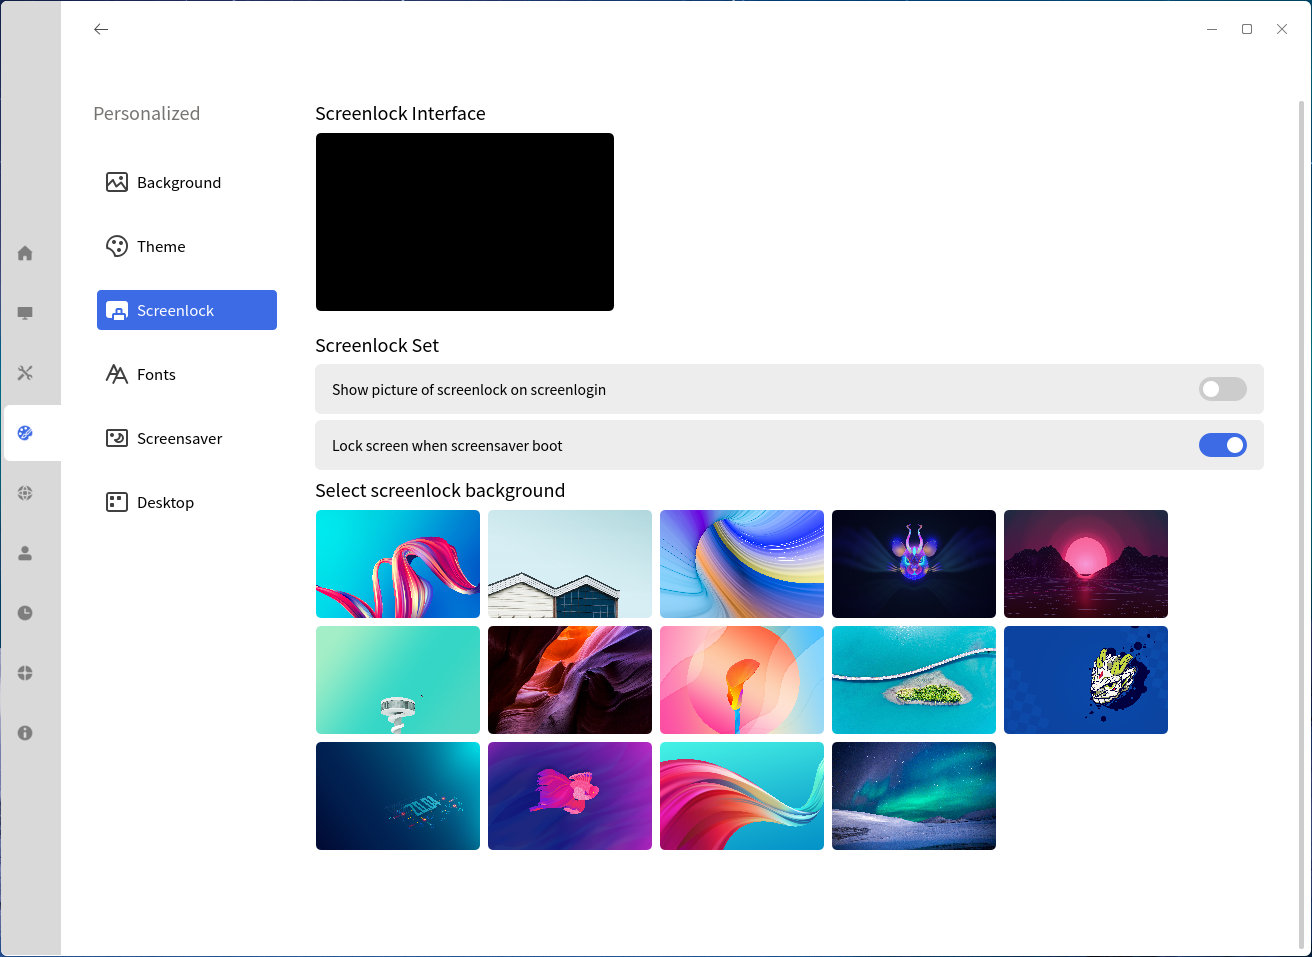 Personalized
Background
Theme
Screenlock
Fonts
Screensaver
Desktop
Screenlock Interface
Screenlock Set
Show picture of screenlock on screenlogin
Lock screen when screensaver boot
Select screenlock background